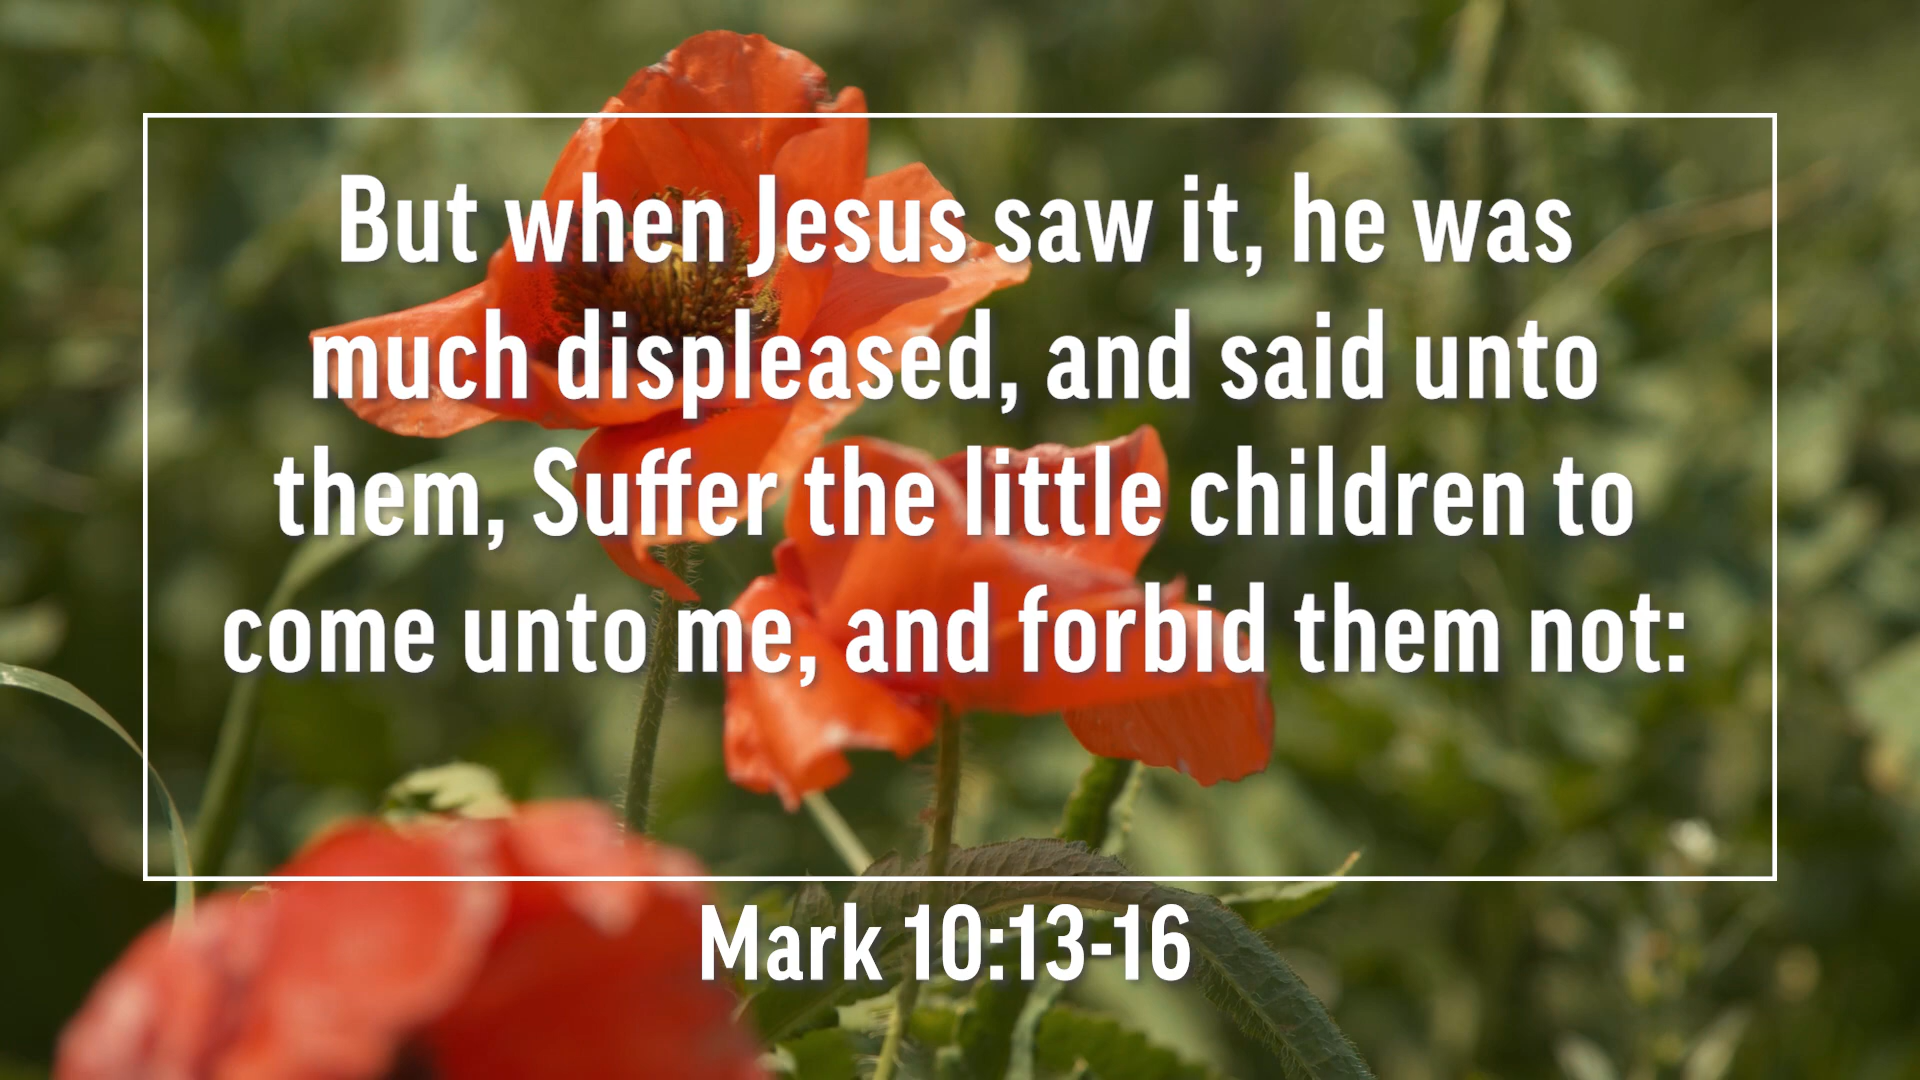 But when Jesus saw it, he was
much displeased, and said unto
them, Suffer the little children to
come unto me, and forbid them not:
Mark 10:13-16